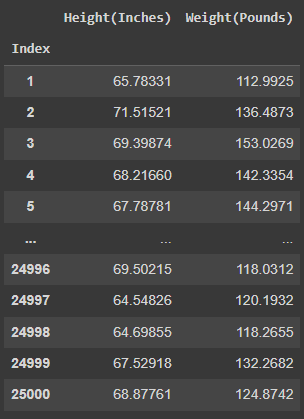 Height(Inches) Weight(Pounds)
Index
1 65.78331 112.9925
2 71.51521 136.4873
3 69.39874 153.0269
4 68.21660 142.3354
5 67.78781 144.2971
... ... ...
24996 69.50215 118.0312
24997 64.54826 120.1932
24998 64.69855 118.2655
24999 67.52918 132.2682
25000 68.87761 124.8742